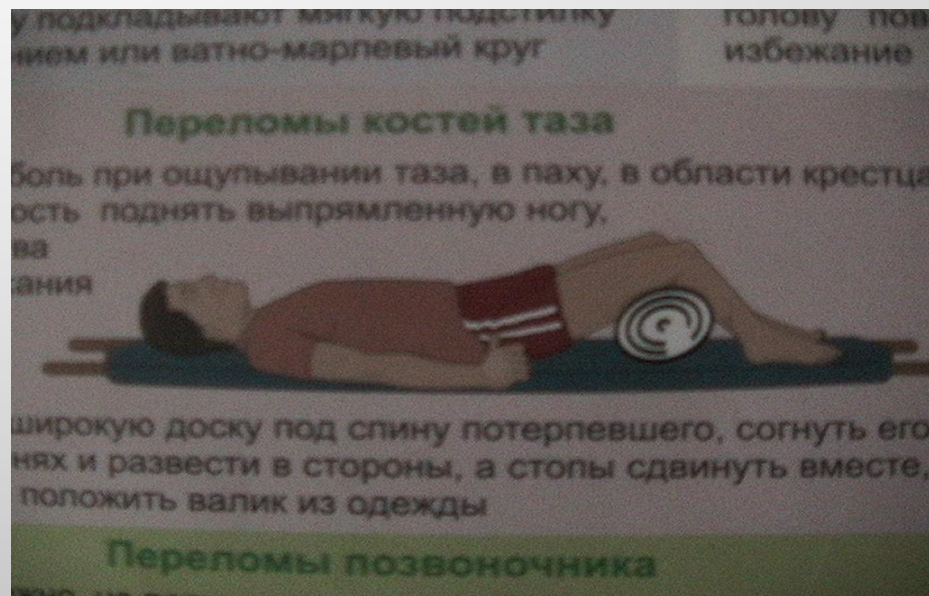 у подкладывают мягкую подстилку
нием или ватно-марлевый круг
голову пов
избежание
Переломы костей таза
боль при ощупывании таза, в паху, в области крестца
ость поднять выпрямленную ногу,
ва
ания
широкую доску под спину потерпевшего, согнуть его
нях и развести в стороны, а стопы сдвинуть вместе,
положить валик из одежды
Переломы позвоночника